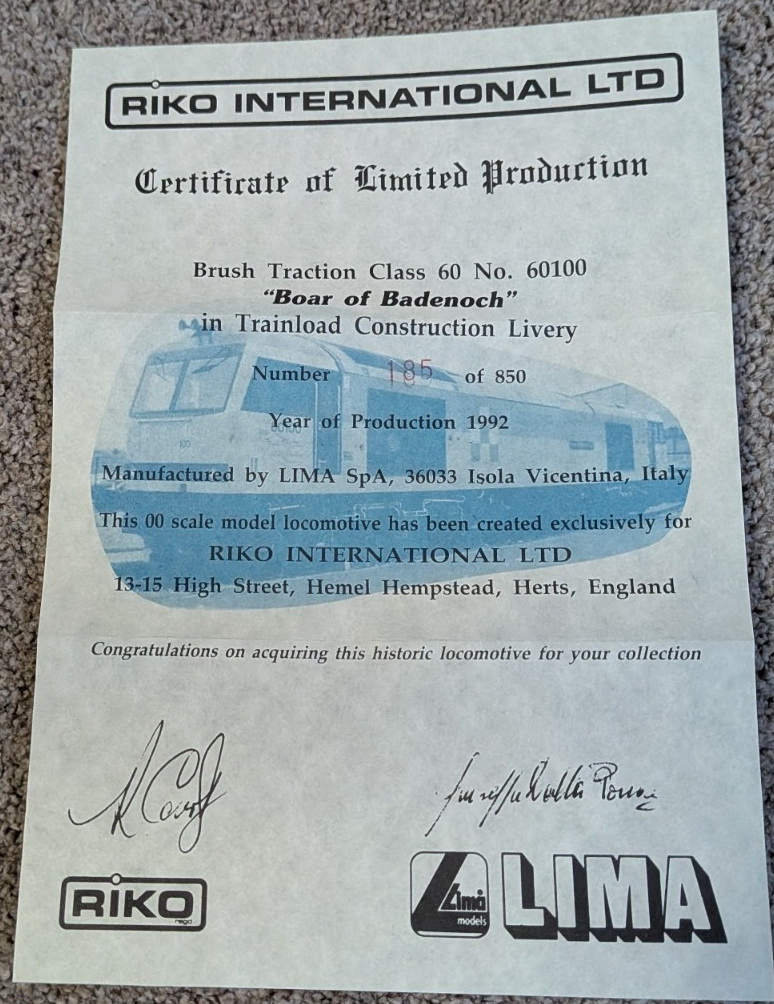 RIKO INTERNATIONAL LTD
Certificate of Limited Production
Brush Traction Class 60 No. 60100
"Boar of Badenoch"
in Trainload Construction Livery
Number 185 of 850
Year of Production 1992
Manufactured by LIMA SpA, 36033 Isola Vicentina, Italy
This 00 scale model locomotive has been created exclusively for
RIKO INTERNATIONAL LTD
13-15 High Street, Hemel Hempstead, Herts, England
Congratulations on acquiring this historic locomotive for your collection
RIKO
regd
Lima
models
LIMA